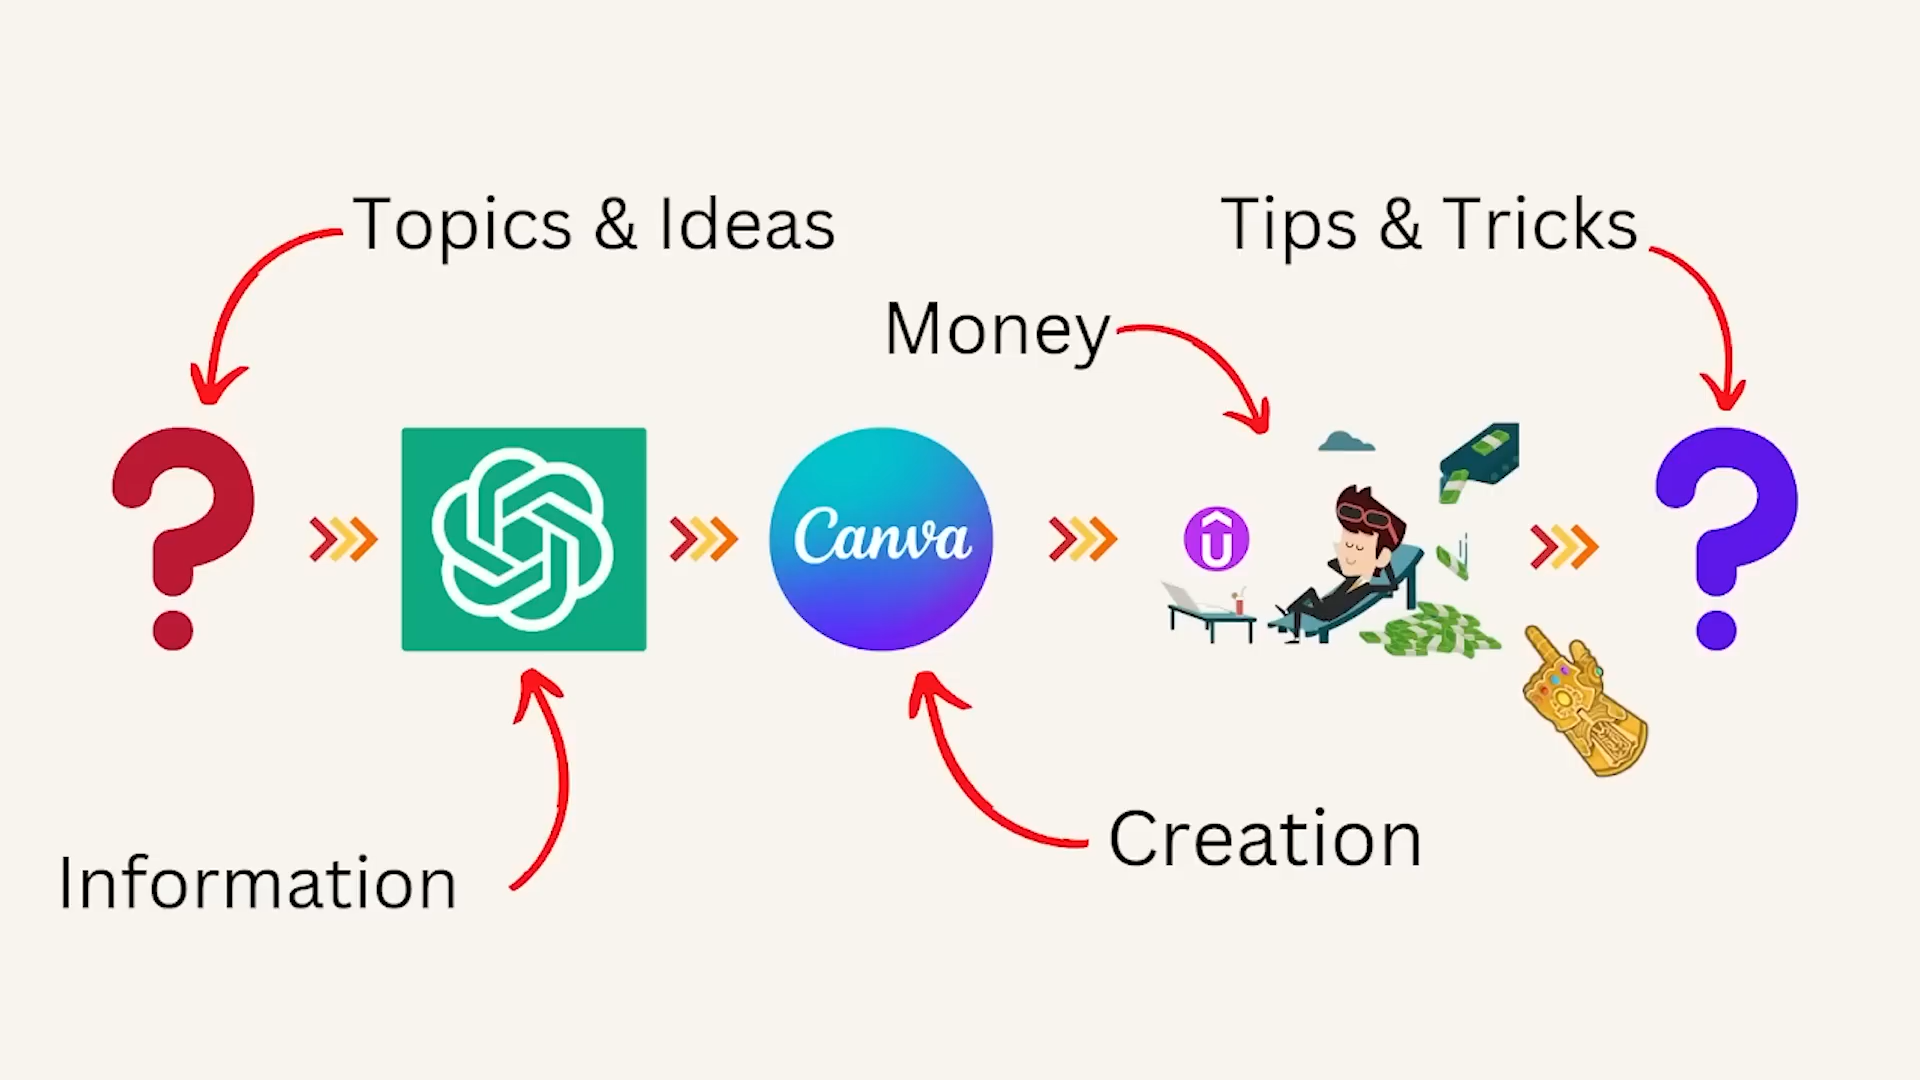 Topics & Ideas
Tips & Tricks
Money
Canva
Creation
Information